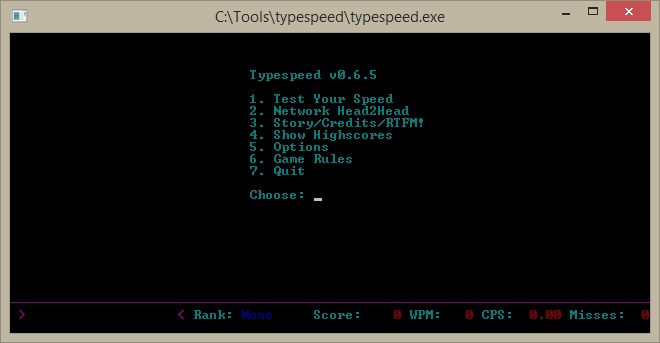 C:\Tools\typespeed\typespeed.exe
Typespeed v0.6.5
1. Test Your Speed
2. Network Head2Head
3. Story/Credits/RTFM!
4. Show Highscores
5. Options
6. Game Rules
7. Quit
Choose: _
> < Rank: None Score: 0 WPM: 0 CPS: 0.00 Misses: 0